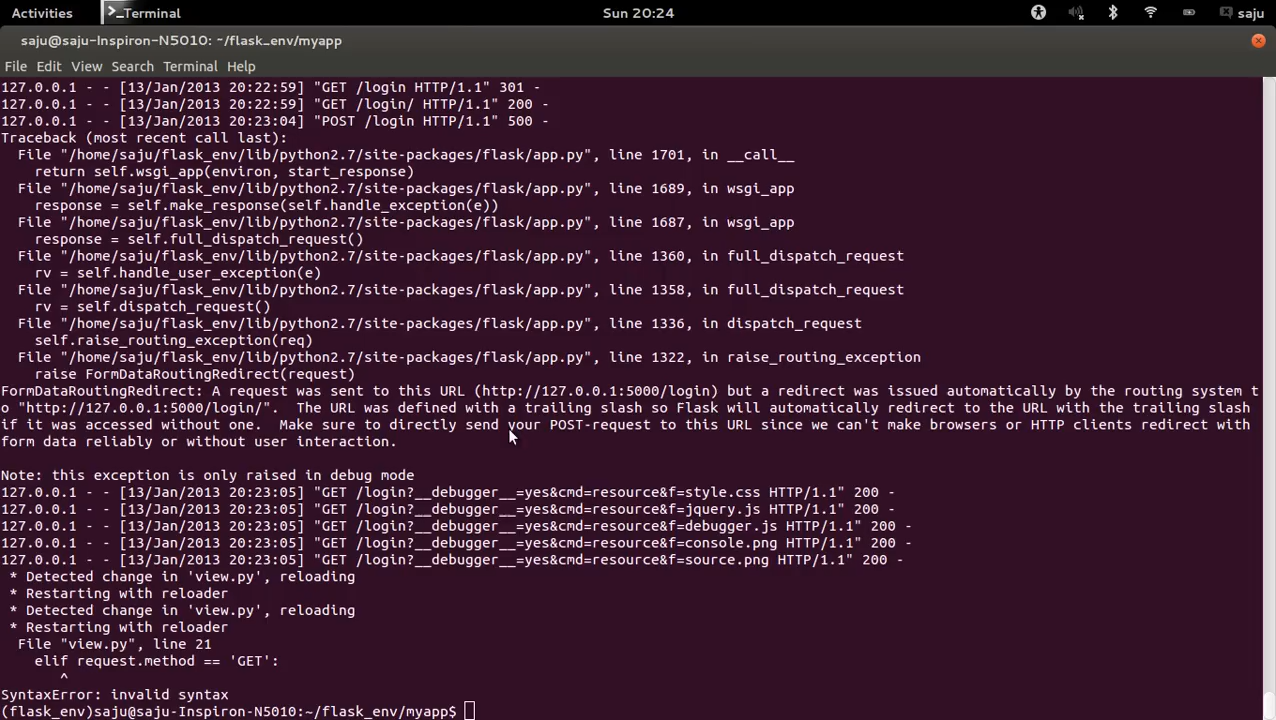 Activities
>_Terminal
Sun 20:24
saju
saju@saju-Inspiron-N5010: ~/flask_env/myapp
File Edit View Search Terminal Help
127.0.0.1 - - [13/Jan/2013 20:22:59] "GET /login HTTP/1.1" 301 -
127.0.0.1 - - [13/Jan/2013 20:22:59] "GET /login/ HTTP/1.1" 200 -
127.0.0.1 - - [13/Jan/2013 20:23:04] "POST /login HTTP/1.1" 500 -
Traceback (most recent call last):
  File "/home/saju/flask_env/lib/python2.7/site-packages/flask/app.py", line 1701, in __call__
    return self.wsgi_app(environ, start_response)
  File "/home/saju/flask_env/lib/python2.7/site-packages/flask/app.py", line 1689, in wsgi_app
    response = self.make_response(self.handle_exception(e))
  File "/home/saju/flask_env/lib/python2.7/site-packages/flask/app.py", line 1687, in wsgi_app
    response = self.full_dispatch_request()
  File "/home/saju/flask_env/lib/python2.7/site-packages/flask/app.py", line 1360, in full_dispatch_request
    rv = self.handle_user_exception(e)
  File "/home/saju/flask_env/lib/python2.7/site-packages/flask/app.py", line 1358, in full_dispatch_request
    rv = self.dispatch_request()
  File "/home/saju/flask_env/lib/python2.7/site-packages/flask/app.py", line 1336, in dispatch_request
    self.raise_routing_exception(req)
  File "/home/saju/flask_env/lib/python2.7/site-packages/flask/app.py", line 1322, in raise_routing_exception
    raise FormDataRoutingRedirect(request)
FormDataRoutingRedirect: A request was sent to this URL (http://127.0.0.1:5000/login) but a redirect was issued automatically by the routing system t
o "http://127.0.0.1:5000/login/".  The URL was defined with a trailing slash so Flask will automatically redirect to the URL with the trailing slash
if it was accessed without one.  Make sure to directly send your POST-request to this URL since we can't make browsers or HTTP clients redirect with
form data reliably or without user interaction.
Note: this exception is only raised in debug mode
127.0.0.1 - - [13/Jan/2013 20:23:05] "GET /login?__debugger__=yes&cmd=resource&f=style.css HTTP/1.1" 200 -
127.0.0.1 - - [13/Jan/2013 20:23:05] "GET /login?__debugger__=yes&cmd=resource&f=jquery.js HTTP/1.1" 200 -
127.0.0.1 - - [13/Jan/2013 20:23:05] "GET /login?__debugger__=yes&cmd=resource&f=debugger.js HTTP/1.1" 200 -
127.0.0.1 - - [13/Jan/2013 20:23:05] "GET /login?__debugger__=yes&cmd=resource&f=console.png HTTP/1.1" 200 -
127.0.0.1 - - [13/Jan/2013 20:23:05] "GET /login?__debugger__=yes&cmd=resource&f=source.png HTTP/1.1" 200 -
 * Detected change in 'view.py', reloading
 * Restarting with reloader
 * Detected change in 'view.py', reloading
 * Restarting with reloader
  File "view.py", line 21
    elif request.method == 'GET':
       ^
SyntaxError: invalid syntax
(flask_env)saju@saju-Inspiron-N5010:~/flask_env/myapp$